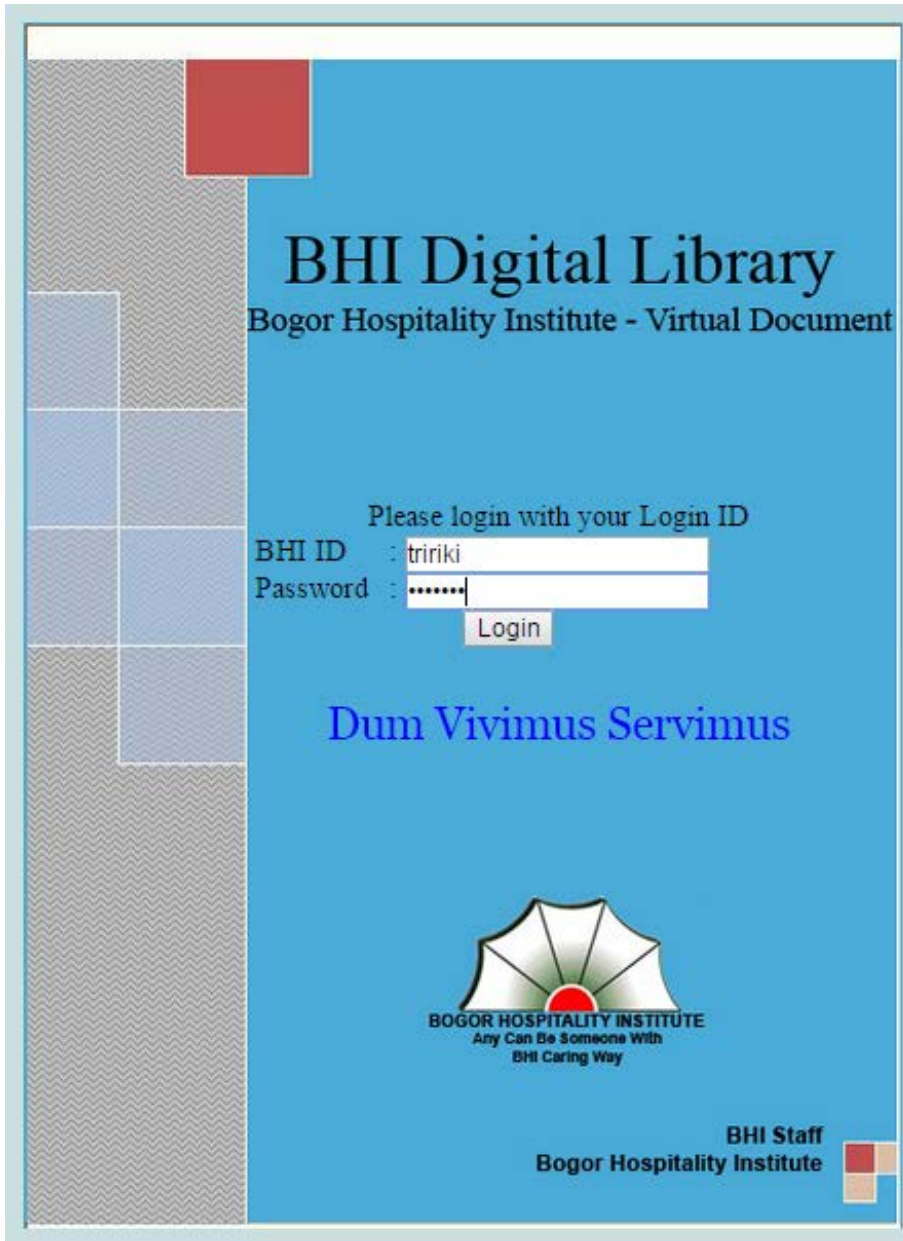 BHI Digital Library
Bogor Hospitality Institute - Virtual Document
Please login with your Login ID
BHI ID : tririki
Password : •••••••
Login
Dum Vivimus Servimus
BOGOR HOSPITALITY INSTITUTE
Any Can Be Someone With
BHI Caring Way
BHI Staff
Bogor Hospitality Institute